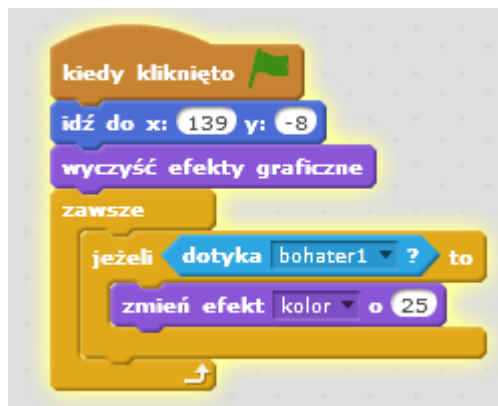 kiedy kliknięto
idź do x: 139 y: -8
wyczyść efekty graficzne
zawsze
jeżeli dotyka bohater1 ? to
zmień efekt kolor o 25